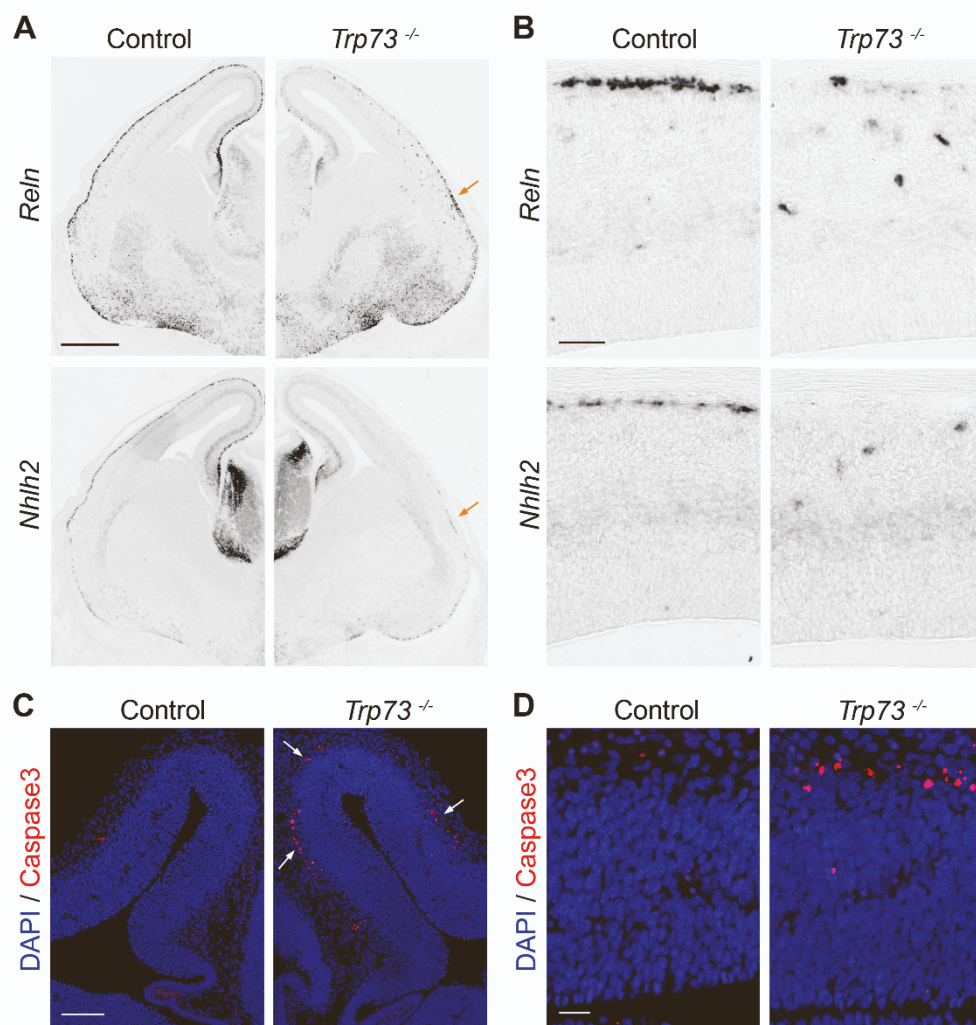 A
Control
Trp73 -/-
B
Control
Trp73 -/-
Reln
Reln
Nhlh2
Nhlh2
C
Control
Trp73 -/-
D
Control
Trp73 -/-
DAPI / Caspase3
DAPI / Caspase3